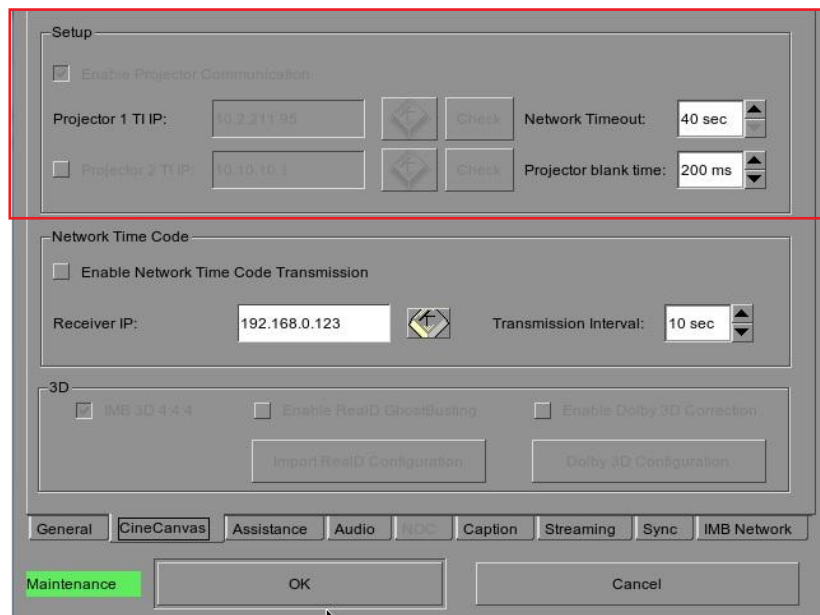 Setup
Enable Projector Communication
Projector 1 TI IP: 10.2.211.95 Check Network Timeout: 40 sec
Projector 2 TI IP: 10.10.10.1 Check Projector blank time: 200 ms
Network Time Code
Enable Network Time Code Transmission
Receiver IP: 192.168.0.123 Transmission Interval: 10 sec
3D
IMB 3D 4:4:4 Enable RealD GhostBusting Enable Dolby 3D Correction
Import RealD Configuration Dolby 3D Configuration
General CineCanvas Assistance Audio NOC Caption Streaming Sync IMB Network
Maintenance OK Cancel